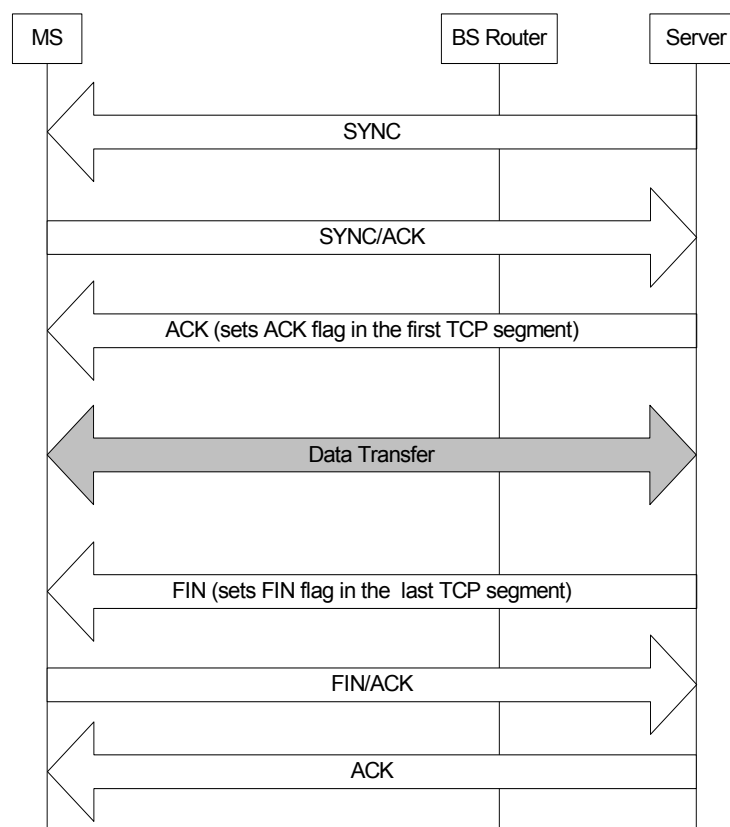 MS
BS Router
Server
SYNC
SYNC/ACK
ACK (sets ACK flag in the first TCP segment)
Data Transfer
FIN (sets FIN flag in the last TCP segment)
FIN/ACK
ACK